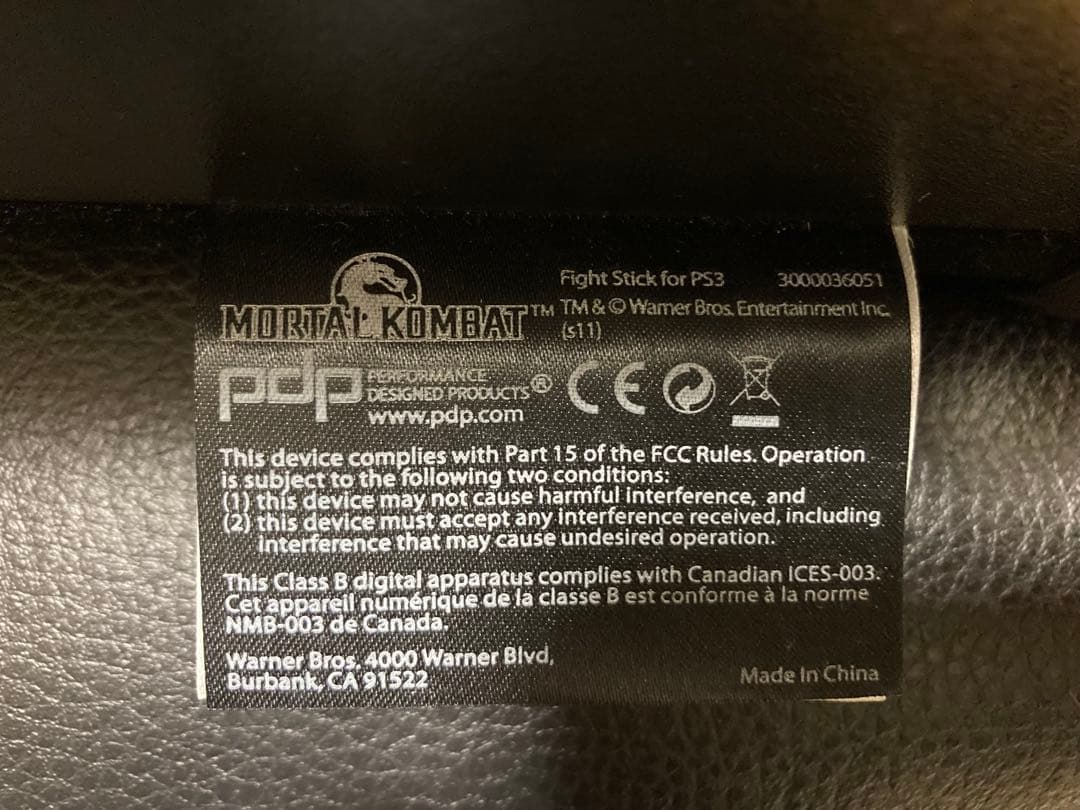 MORTAL KOMBAT™
Fight Stick for PS3 3000036051
TM & © Warner Bros. Entertainment Inc.
(s11)
pdp PERFORMANCE
DESIGNED PRODUCTS®
www.pdp.com
CE
This device complies with Part 15 of the FCC Rules. Operation
is subject to the following two conditions:
(1) this device may not cause harmful interference, and
(2) this device must accept any interference received, including
interference that may cause undesired operation.
This Class B digital apparatus complies with Canadian ICES-003.
Cet appareil numérique de la classe B est conforme à la norme
NMB-003 de Canada.
Warner Bros. 4000 Warner Blvd,
Burbank, CA 91522
Made In China